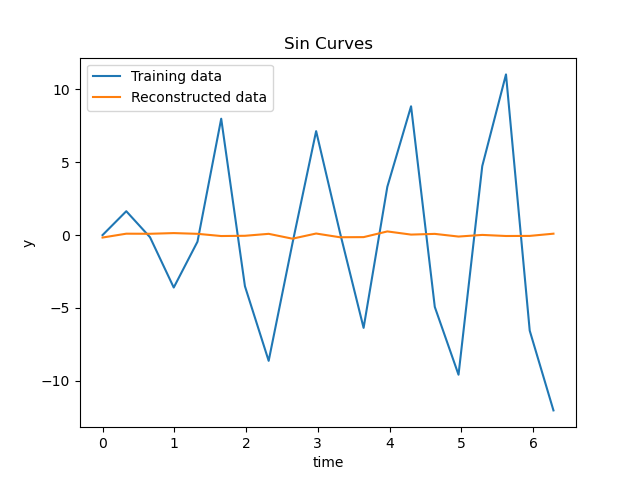 Sin Curves
Training data
Reconstructed data
10
5
0
−5
−10
y
0 1 2 3 4 5 6
time